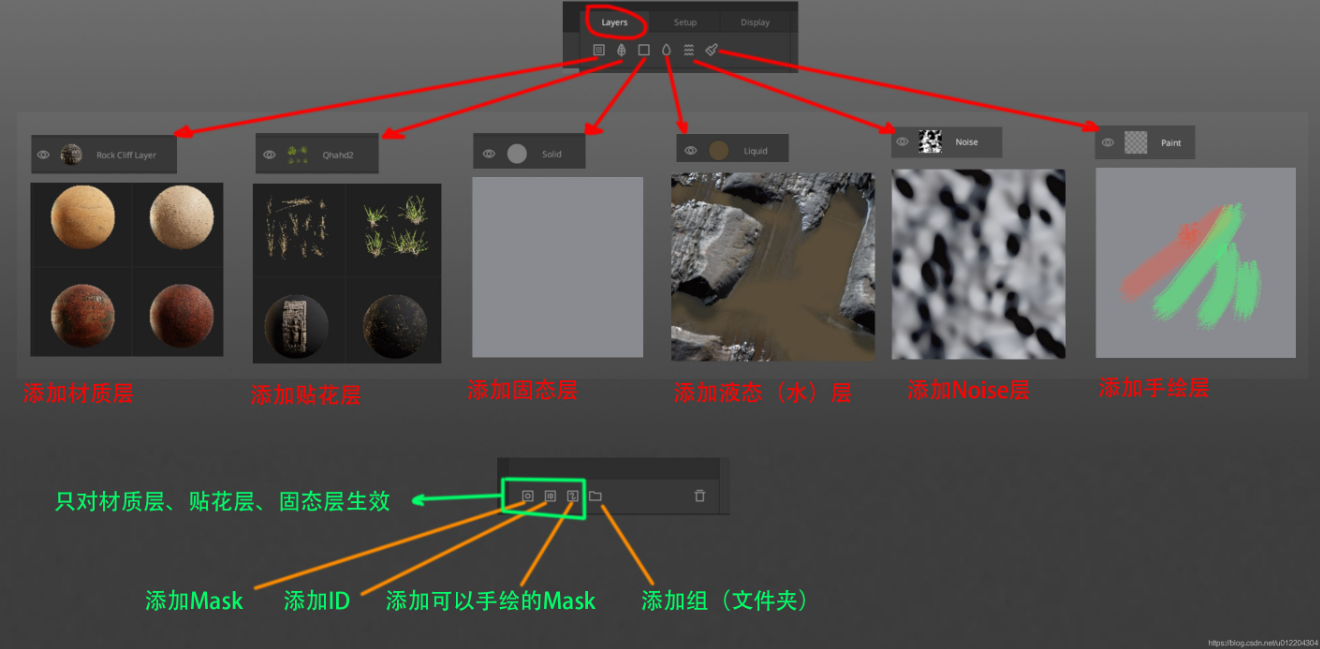 Layers Setup Display
Rock Cliff Layer
Qhahd2
Solid
Liquid
Noise
Paint
添加材质层
添加贴花层
添加固态层
添加液态（水）层
添加Noise层
添加手绘层
只对材质层、贴花层、固态层生效
添加Mask
添加ID
添加可以手绘的Mask
添加组（文件夹）
https://blog.csdn.net/u012204304